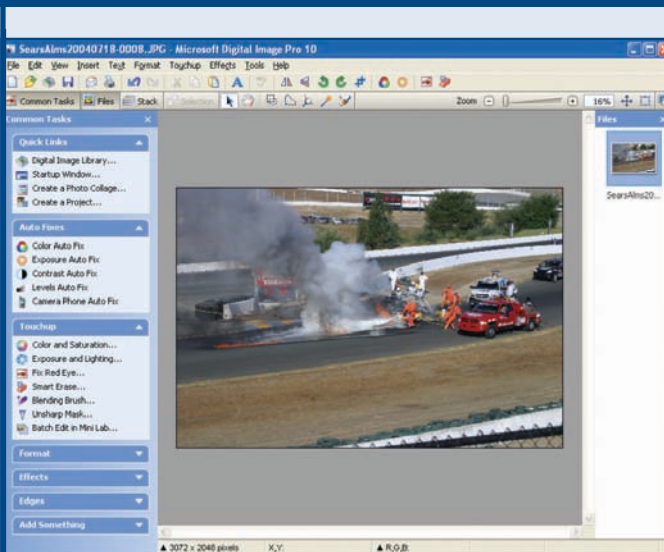 SearsAlms20040718-0008.JPG - Microsoft Digital Image Pro 10
File Edit View Insert Text Format Touchup Effects Tools Help
Common Tasks Files Stack Selection Zoom 16%
Common Tasks
Files
Quick Links
Digital Image Library...
Startup Window...
Create a Photo Collage...
Create a Project...
SearsAlms20...
Auto Fixes
Color Auto Fix
Exposure Auto Fix
Contrast Auto Fix
Levels Auto Fix
Camera Phone Auto Fix
Touchup
Color and Saturation...
Exposure and Lighting...
Fix Red Eye...
Smart Erase...
Blending Brush...
Unsharp Mask...
Batch Edit in Mini Lab...
Format
Effects
Edges
Add Something
3072 x 2048 pixels X,Y: R,G,B: